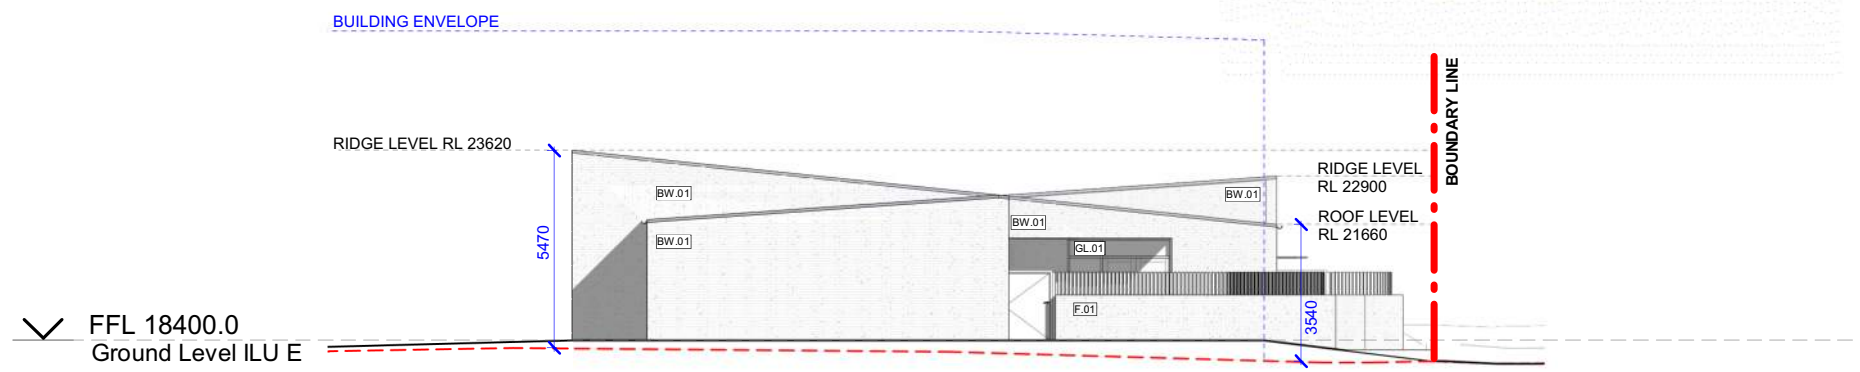 BUILDING ENVELOPE
RIDGE LEVEL RL 23620
BOUNDARY LINE
RIDGE LEVEL
RL 22900
BW.01
BW.01
BW.01
ROOF LEVEL
RL 21660
BW.01
GL.01
5470
F.01
3540
FFL 18400.0
Ground Level ILU E